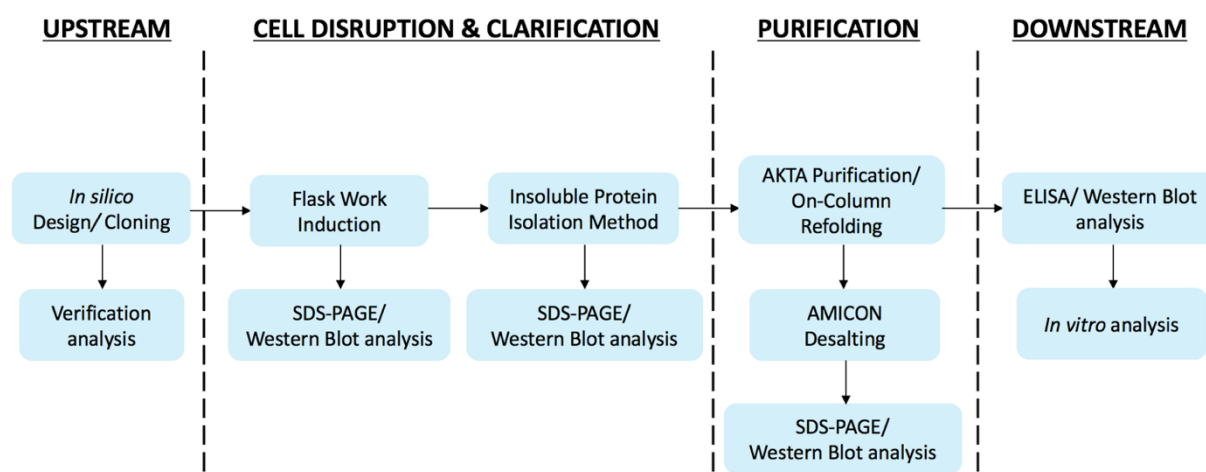 UPSTREAM
CELL DISRUPTION & CLARIFICATION
PURIFICATION
DOWNSTREAM
In silico
Design/ Cloning
Verification
analysis
Flask Work
Induction
SDS-PAGE/
Western Blot analysis
Insoluble Protein
Isolation Method
SDS-PAGE/
Western Blot analysis
AKTA Purification/
On-Column
Refolding
AMICON
Desalting
SDS-PAGE/
Western Blot analysis
ELISA/ Western Blot
analysis
In vitro analysis